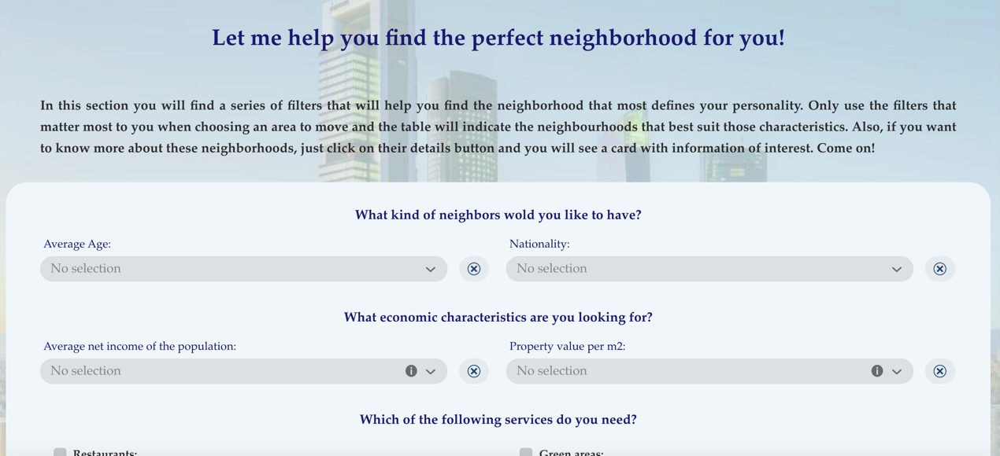 Let me help you find the perfect neighborhood for you!
In this section you will find a series of filters that will help you find the neighborhood that most defines your personality. Only use the filters that
matter most to you when choosing an area to move and the table will indicate the neighbourhoods that best suit those characteristics. Also, if you want
to know more about these neighborhoods, just click on their details button and you will see a card with information of interest. Come on!
What kind of neighbors wold you like to have?
Average Age:
Nationality:
No selection
No selection
What economic characteristics are you looking for?
Average net income of the population:
Property value per m2:
No selection
No selection
Which of the following services do you need?
Restaurants:
Green areas: